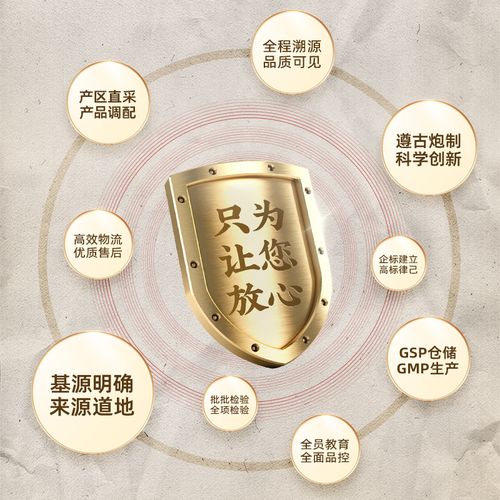 全程溯源
品质可见
产区直采
产品调配
遵古炮制
科学创新
只为
让您
放心
高效物流
优质售后
企标建立
高标律己
GSP仓储
GMP生产
基源明确
来源道地
批批检验
全项检验
全员教育
全面品控